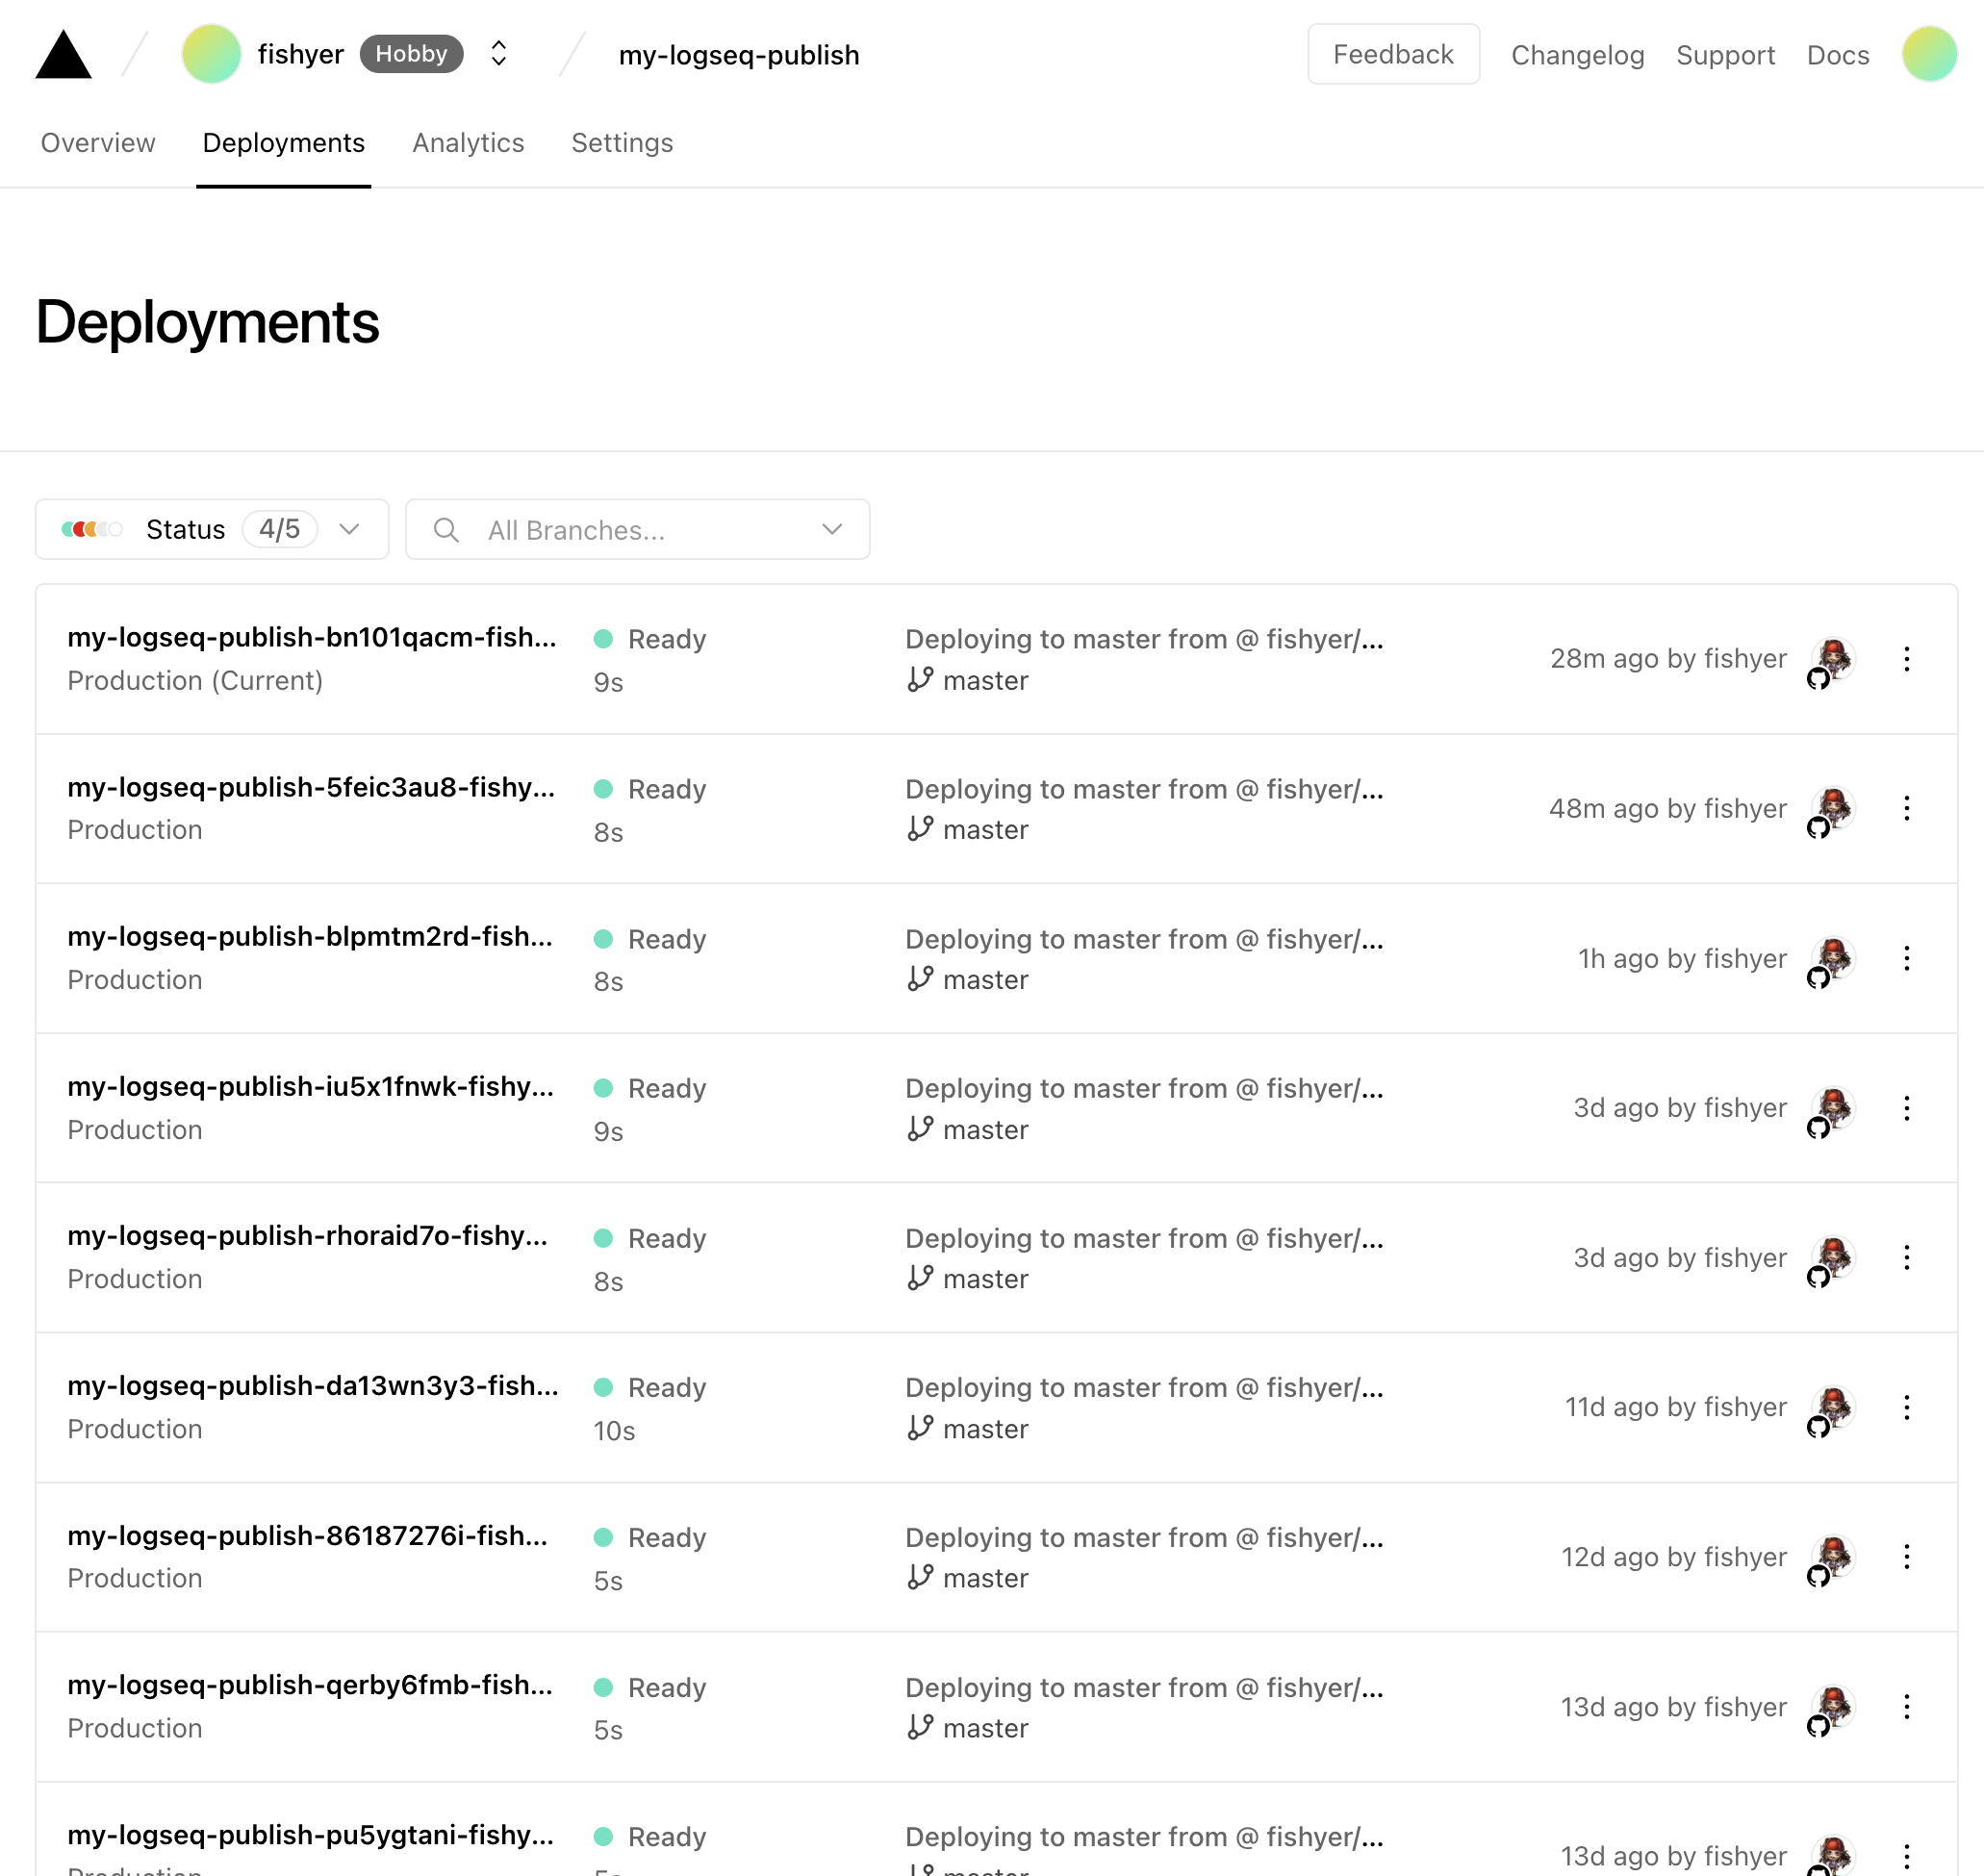 fishyer Hobby my-logseq-publish Feedback Changelog Support Docs
Overview Deployments Analytics Settings
Deployments
Status 4/5 All Branches...
my-logseq-publish-bn101qacm-fish... Ready Deploying to master from @ fishyer/... 28m ago by fishyer
Production (Current) 9s master
my-logseq-publish-5feic3au8-fishy... Ready Deploying to master from @ fishyer/... 48m ago by fishyer
Production 8s master
my-logseq-publish-blpmtm2rd-fish... Ready Deploying to master from @ fishyer/... 1h ago by fishyer
Production 8s master
my-logseq-publish-iu5x1fnwk-fishy... Ready Deploying to master from @ fishyer/... 3d ago by fishyer
Production 9s master
my-logseq-publish-rhoraid7o-fishy... Ready Deploying to master from @ fishyer/... 3d ago by fishyer
Production 8s master
my-logseq-publish-da13wn3y3-fish... Ready Deploying to master from @ fishyer/... 11d ago by fishyer
Production 10s master
my-logseq-publish-86187276i-fish... Ready Deploying to master from @ fishyer/... 12d ago by fishyer
Production 5s master
my-logseq-publish-qerby6fmb-fish... Ready Deploying to master from @ fishyer/... 13d ago by fishyer
Production 5s master
my-logseq-publish-pu5ygtani-fishy... Ready Deploying to master from @ fishyer/... 13d ago by fishyer